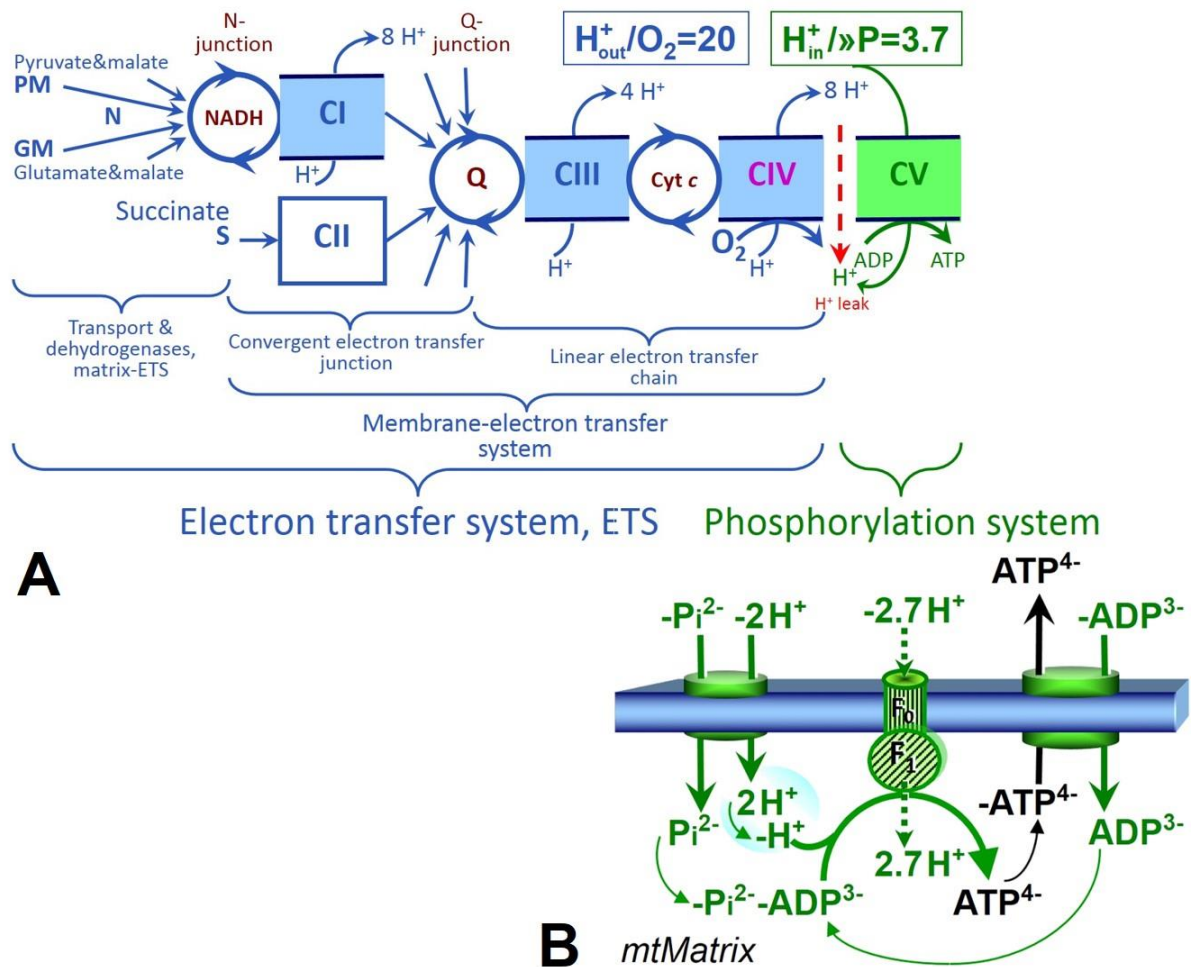 N-
junction
8 H⁺
Q-
junction
H⁺out/O₂=20
H⁺in/»P=3.7
Pyruvate&malate
PM
N
GM
Glutamate&malate
NADH
CI
H⁺
Succinate
S
CII
Q
4 H⁺
CIII
H⁺
Cyt c
8 H⁺
CIV
O₂
H⁺
CV
ADP
ATP
H⁺
H⁺ leak
Transport &
dehydrogenases,
matrix-ETS
Convergent electron transfer
junction
Linear electron transfer
chain
Membrane-electron transfer
system
Electron transfer system, ETS
Phosphorylation system
A
-Pi²⁻
-2H⁺
-2.7H⁺
ATP⁴⁻
-ADP³⁻
F₀
F₁
2H⁺
-H⁺
Pi²⁻
2.7H⁺
-ATP⁴⁻
ADP³⁻
-Pi²⁻-ADP³⁻
ATP⁴⁻
B
mtMatrix